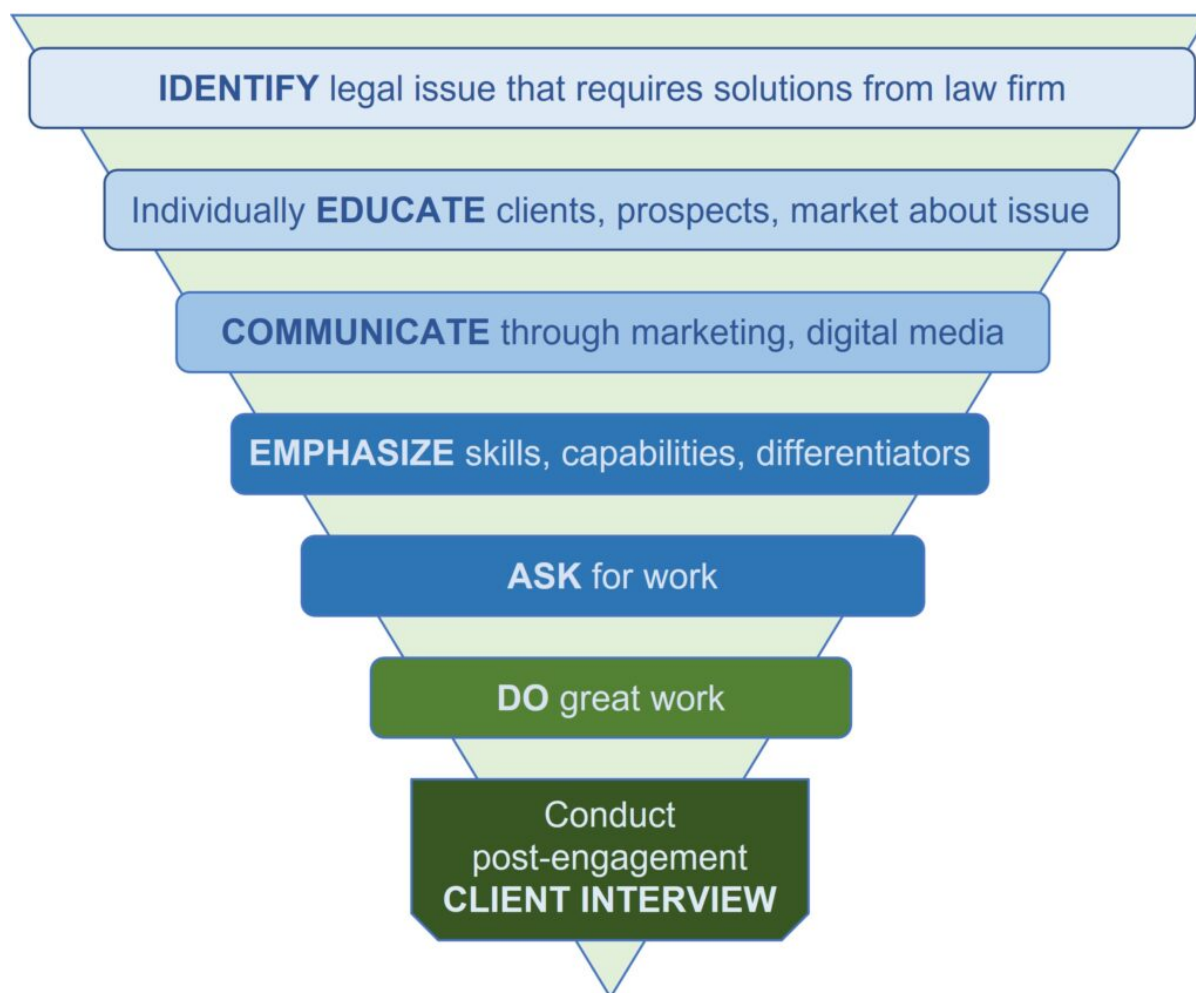 IDENTIFY legal issue that requires solutions from law firm
Individually EDUCATE clients, prospects, market about issue
COMMUNICATE through marketing, digital media
EMPHASIZE skills, capabilities, differentiators
ASK for work
DO great work
Conduct
post-engagement
CLIENT INTERVIEW